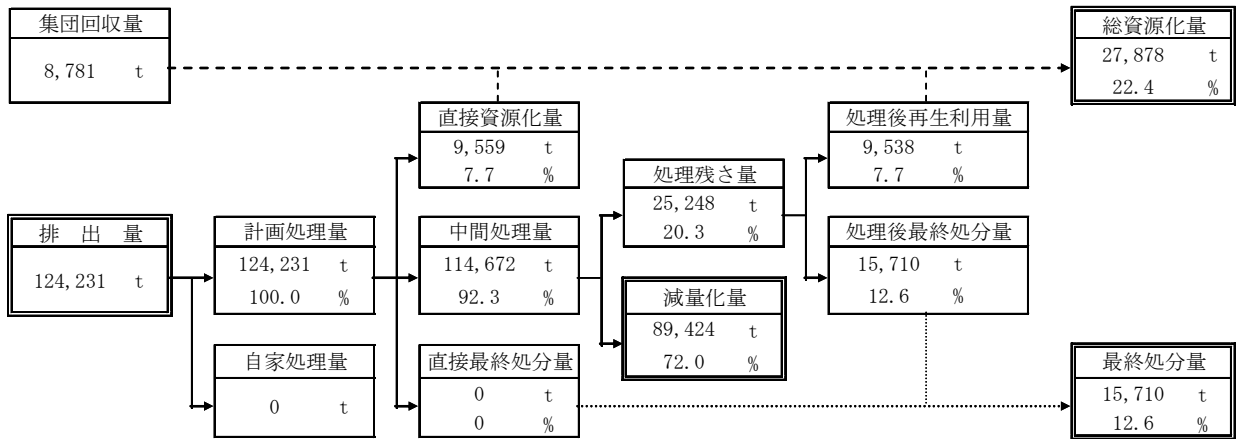 集団回収量
8,781 t
総資源化量
27,878 t
22.4 %
直接資源化量
9,559 t
7.7 %
処理後再生利用量
9,538 t
7.7 %
処理残さ量
25,248 t
20.3 %
排 出 量
124,231 t
計画処理量
124,231 t
100.0 %
中間処理量
114,672 t
92.3 %
処理後最終処分量
15,710 t
12.6 %
減量化量
89,424 t
72.0 %
自家処理量
0 t
直接最終処分量
0 t
0 %
最終処分量
15,710 t
12.6 %